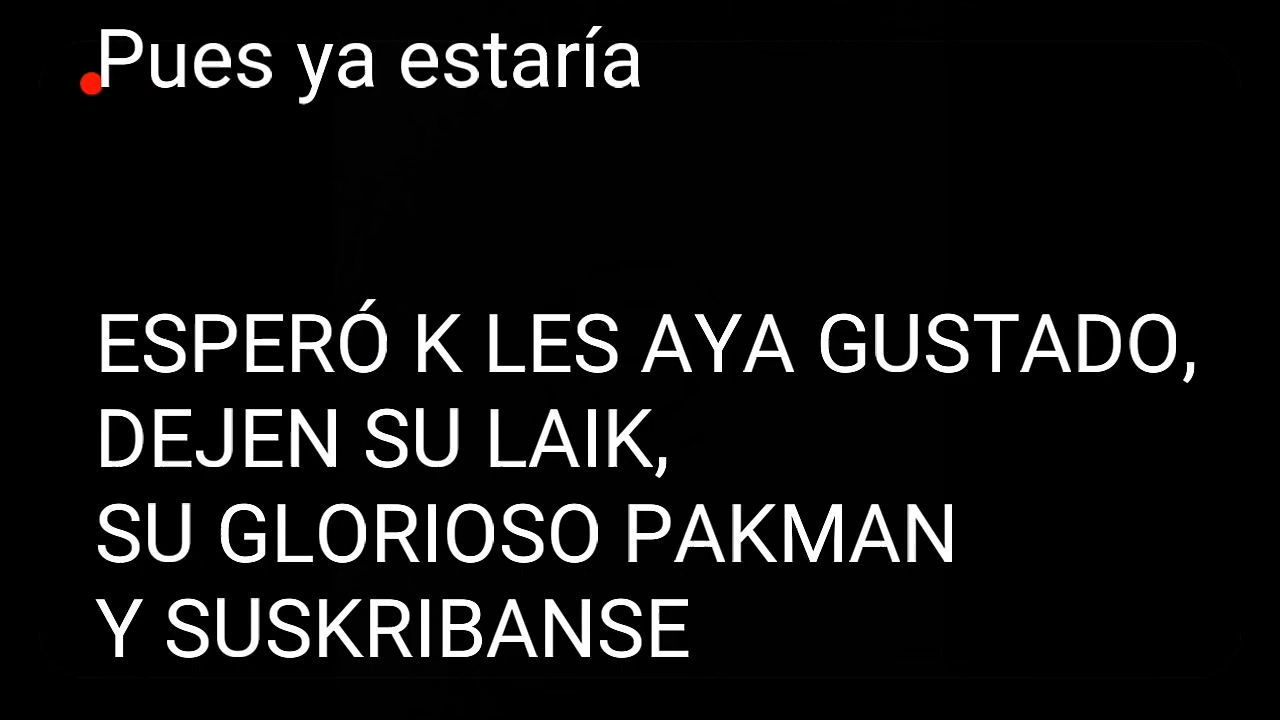 Pues ya estaría
ESPERÓ K LES AYA GUSTADO,
DEJEN SU LAIK,
SU GLORIOSO PAKMAN
Y SUSKRIBANSE